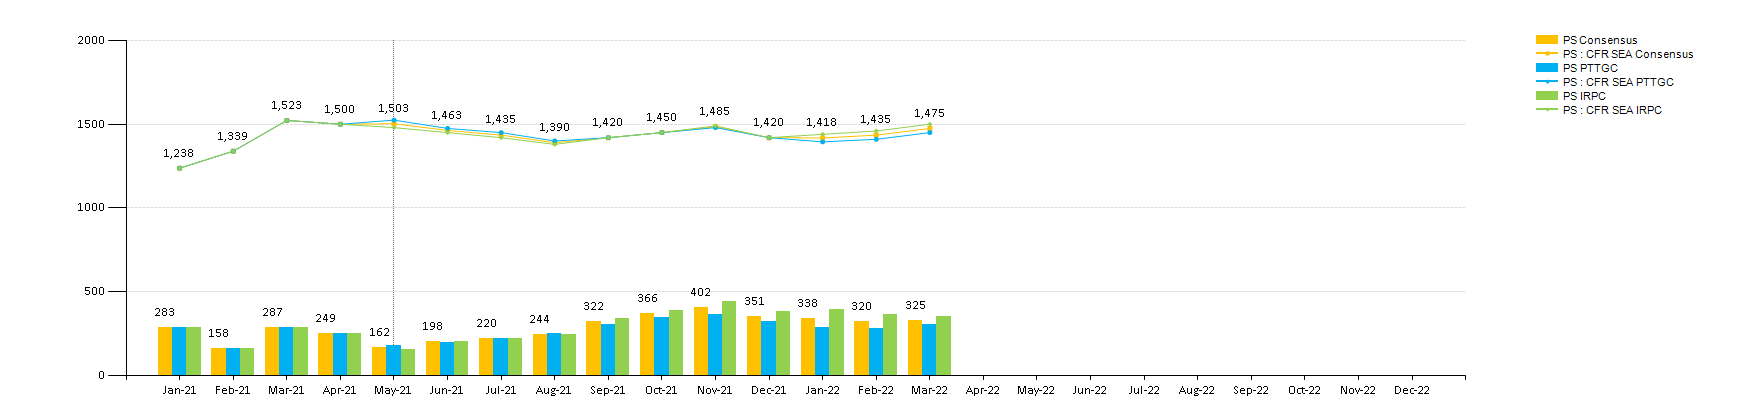 2000
1500
1000
500
0
1,238
1,339
1,523
1,500
1,503
1,463
1,435
1,390
1,420
1,450
1,485
1,420
1,418
1,435
1,475
283
158
287
249
162
198
220
244
322
366
402
351
338
320
325
Jan-21
Feb-21
Mar-21
Apr-21
May-21
Jun-21
Jul-21
Aug-21
Sep-21
Oct-21
Nov-21
Dec-21
Jan-22
Feb-22
Mar-22
Apr-22
May-22
Jun-22
Jul-22
Aug-22
Sep-22
Oct-22
Nov-22
Dec-22
PS Consensus
PS : CFR SEA Consensus
PS PTTGC
PS : CFR SEA PTTGC
PS IRPC
PS : CFR SEA IRPC